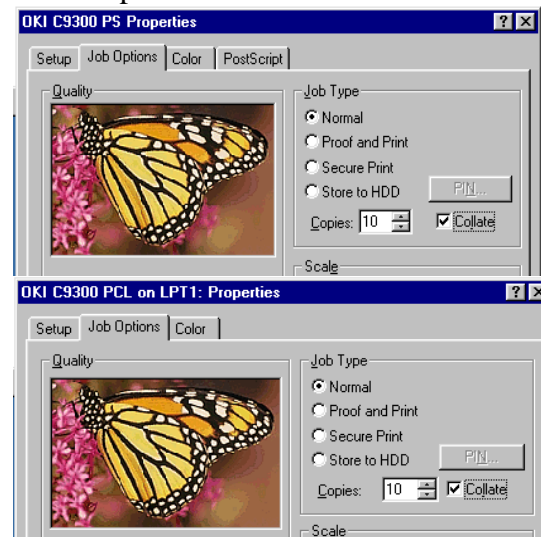 OKI C9300 PS Properties
Setup Job Options Color PostScript
Quality
Job Type
Normal
Proof and Print
Secure Print
Store to HDD PIN...
Copies: 10 Collate
Scale
OKI C9300 PCL on LPT1: Properties
Setup Job Options Color
Quality
Job Type
Normal
Proof and Print
Secure Print
Store to HDD PIN...
Copies: 10 Collate
Scale